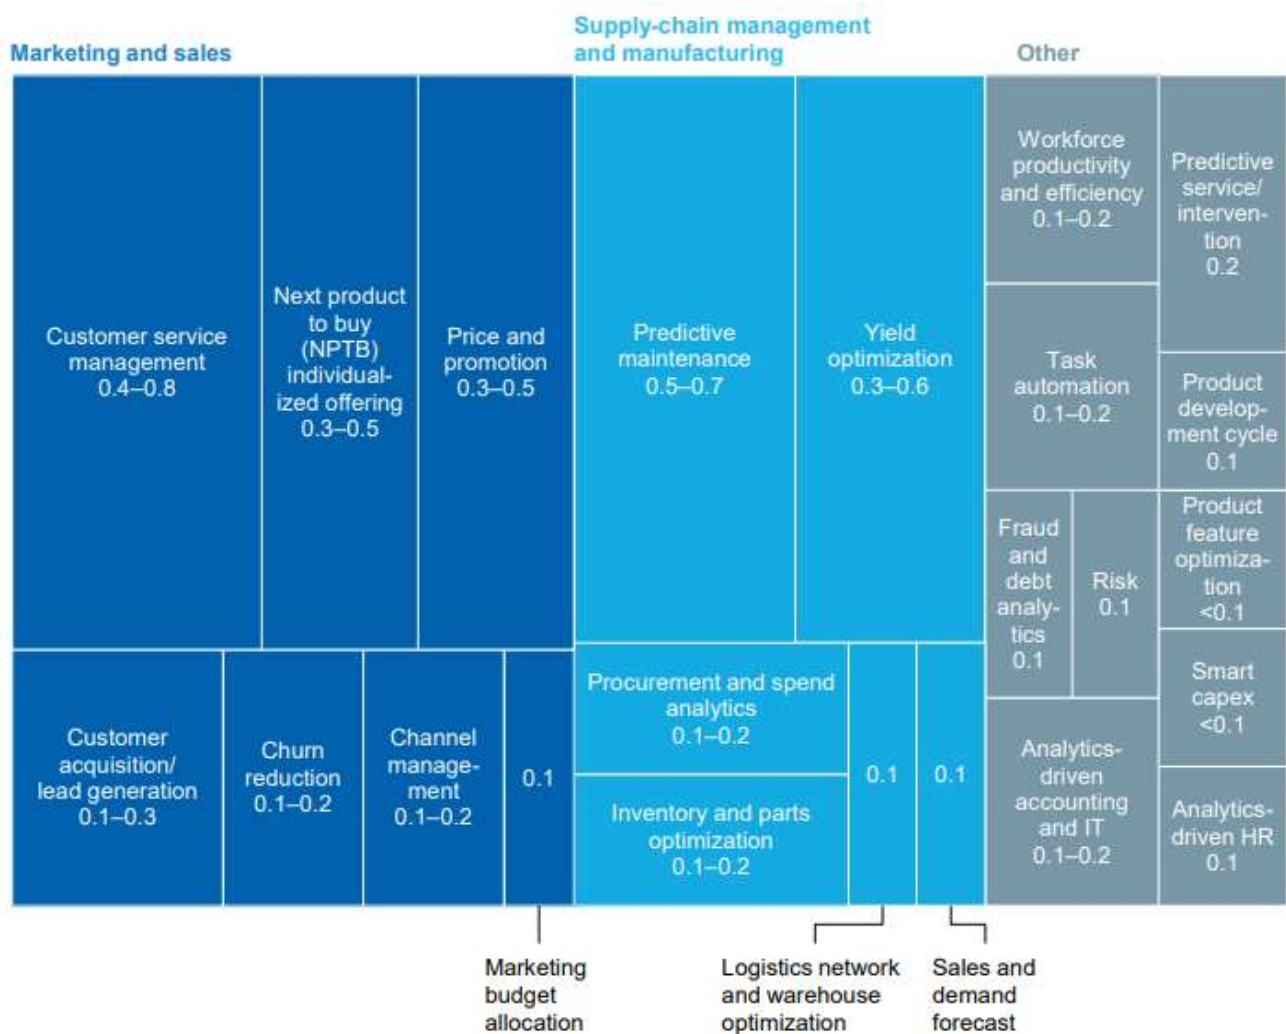 Marketing and sales
Supply-chain management
and manufacturing
Other
Customer service
management
0.4–0.8
Next product
to buy
(NPTB)
individual-
ized offering
0.3–0.5
Price and
promotion
0.3–0.5
Customer
acquisition/
lead generation
0.1–0.3
Churn
reduction
0.1–0.2
Channel
manage-
ment
0.1–0.2
0.1
Marketing
budget
allocation
Predictive
maintenance
0.5–0.7
Yield
optimization
0.3–0.6
Procurement and spend
analytics
0.1–0.2
Inventory and parts
optimization
0.1–0.2
0.1
Logistics network
and warehouse
optimization
0.1
Sales and
demand
forecast
Workforce
productivity
and efficiency
0.1–0.2
Task
automation
0.1–0.2
Fraud
and
debt
analy-
tics
0.1
Risk
0.1
Analytics-
driven
accounting
and IT
0.1–0.2
Predictive
service/
interven-
tion
0.2
Product
develop-
ment cycle
0.1
Product
feature
optimiza-
tion
<0.1
Smart
capex
<0.1
Analytics-
driven HR
0.1